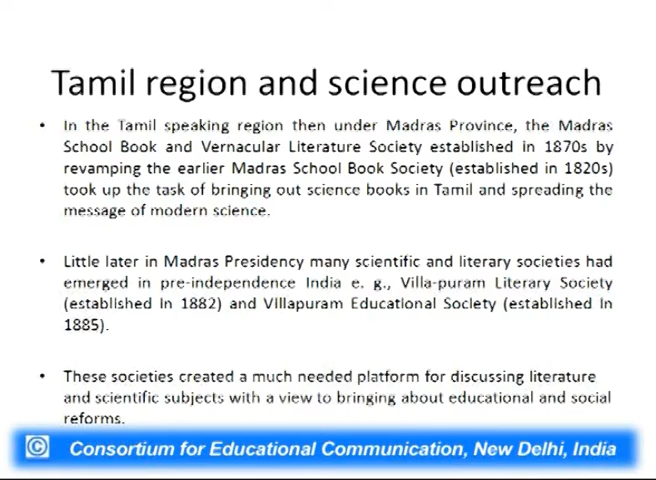 Tamil region and science outreach
• In the Tamil speaking region then under Madras Province, the Madras
School Book and Vernacular Literature Society established in 1870s by
revamping the earlier Madras School Book Society (established in 1820s)
took up the task of bringing out science books in Tamil and spreading the
message of modern science.
• Little later in Madras Presidency many scientific and literary societies had
emerged in pre-independence India e. g., Villa-puram Literary Society
(established in 1882) and Villapuram Educational Society (established in
1885).
• These societies created a much needed platform for discussing literature
and scientific subjects with a view to bringing about educational and social
reforms.
© Consortium for Educational Communication, New Delhi, India